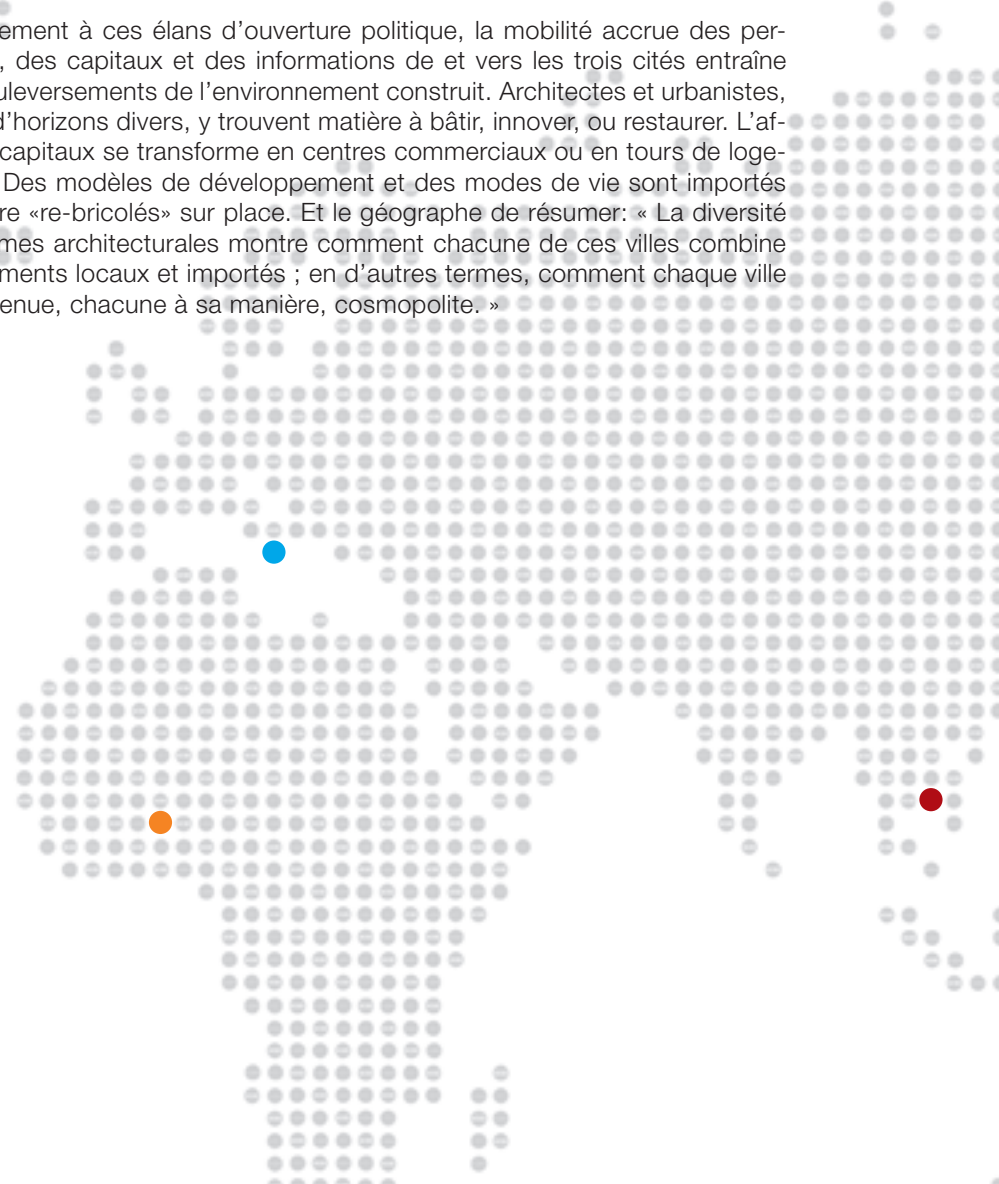 ement à ces élans d’ouverture politique, la mobilité accrue des per-
, des capitaux et des informations de et vers les trois cités entraîne
uleversements de l’environnement construit. Architectes et urbanistes,
d’horizons divers, y trouvent matière à bâtir, innover, ou restaurer. L’af-
capitaux se transforme en centres commerciaux ou en tours de loge-
Des modèles de développement et des modes de vie sont importés
re «re-bricolés» sur place. Et le géographe de résumer: « La diversité
mes architecturales montre comment chacune de ces villes combine
ments locaux et importés ; en d’autres termes, comment chaque ville
enue, chacune à sa manière, cosmopolite. »